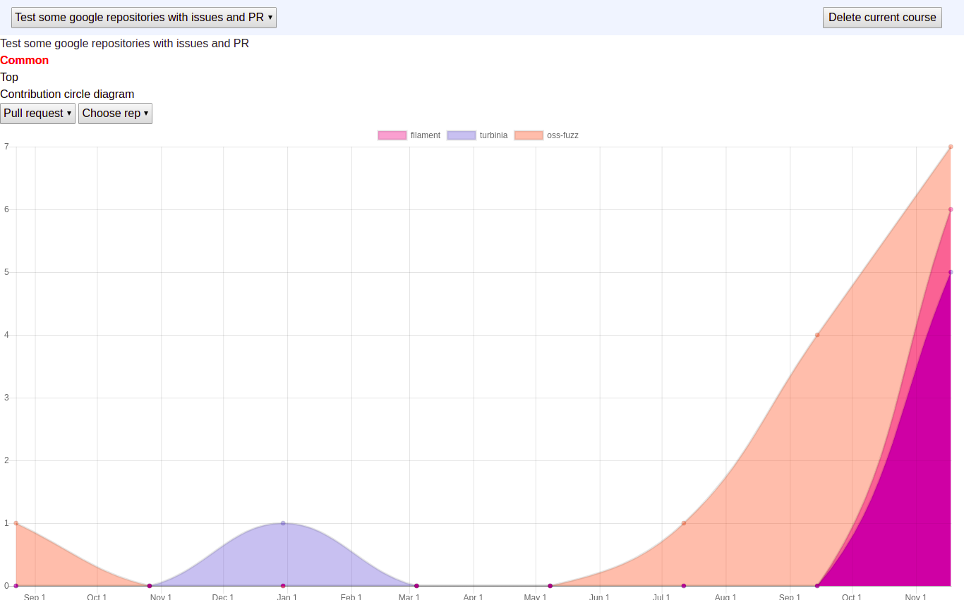 Test some google repositories with issues and PR ▾ Delete current course
Test some google repositories with issues and PR
Common
Top
Contribution circle diagram
Pull request ▾ Choose rep ▾
filament turbinia oss-fuzz
7
6
5
4
3
2
1
0
Sep 1 Oct 1 Nov 1 Dec 1 Jan 1 Feb 1 Mar 1 Apr 1 May 1 Jun 1 Jul 1 Aug 1 Sep 1 Oct 1 Nov 1